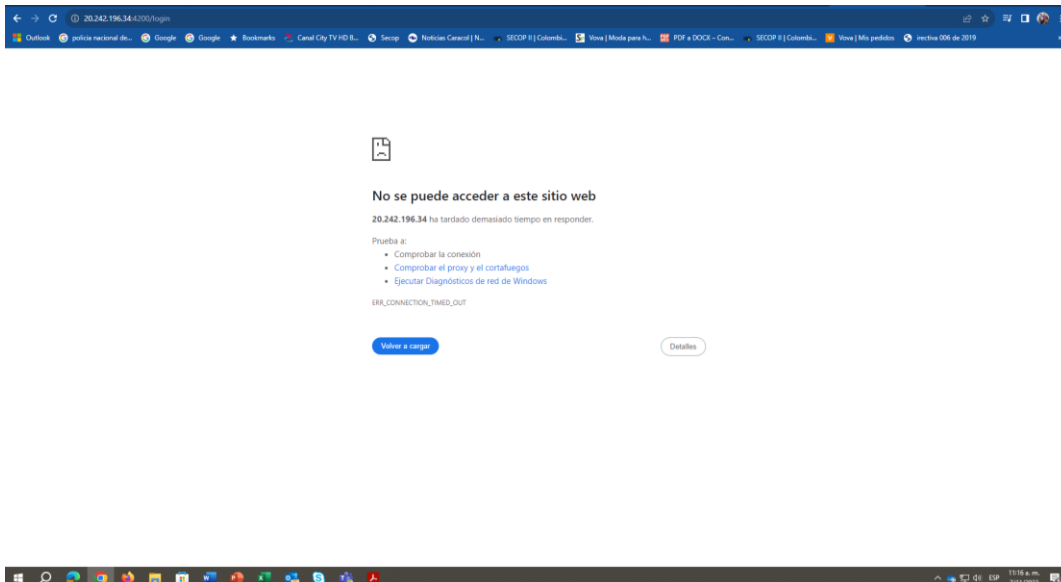 20.242.196.34:4200/login
Outlook policia nacional de... Google Google Bookmarks Canal City TV HD B... Secop Noticias Caracol | N... SECOP II | Colombi... Vova | Moda para h... PDF a DOCX – Con... SECOP II | Colombi... Vova | Mis pedidos irectiva 006 de 2019
No se puede acceder a este sitio web
20.242.196.34 ha tardado demasiado tiempo en responder.
Prueba a:
Comprobar la conexión
Comprobar el proxy y el cortafuegos
Ejecutar Diagnósticos de red de Windows
ERR_CONNECTION_TIMED_OUT
Volver a cargar Detalles
ESP 11:16 a. m.